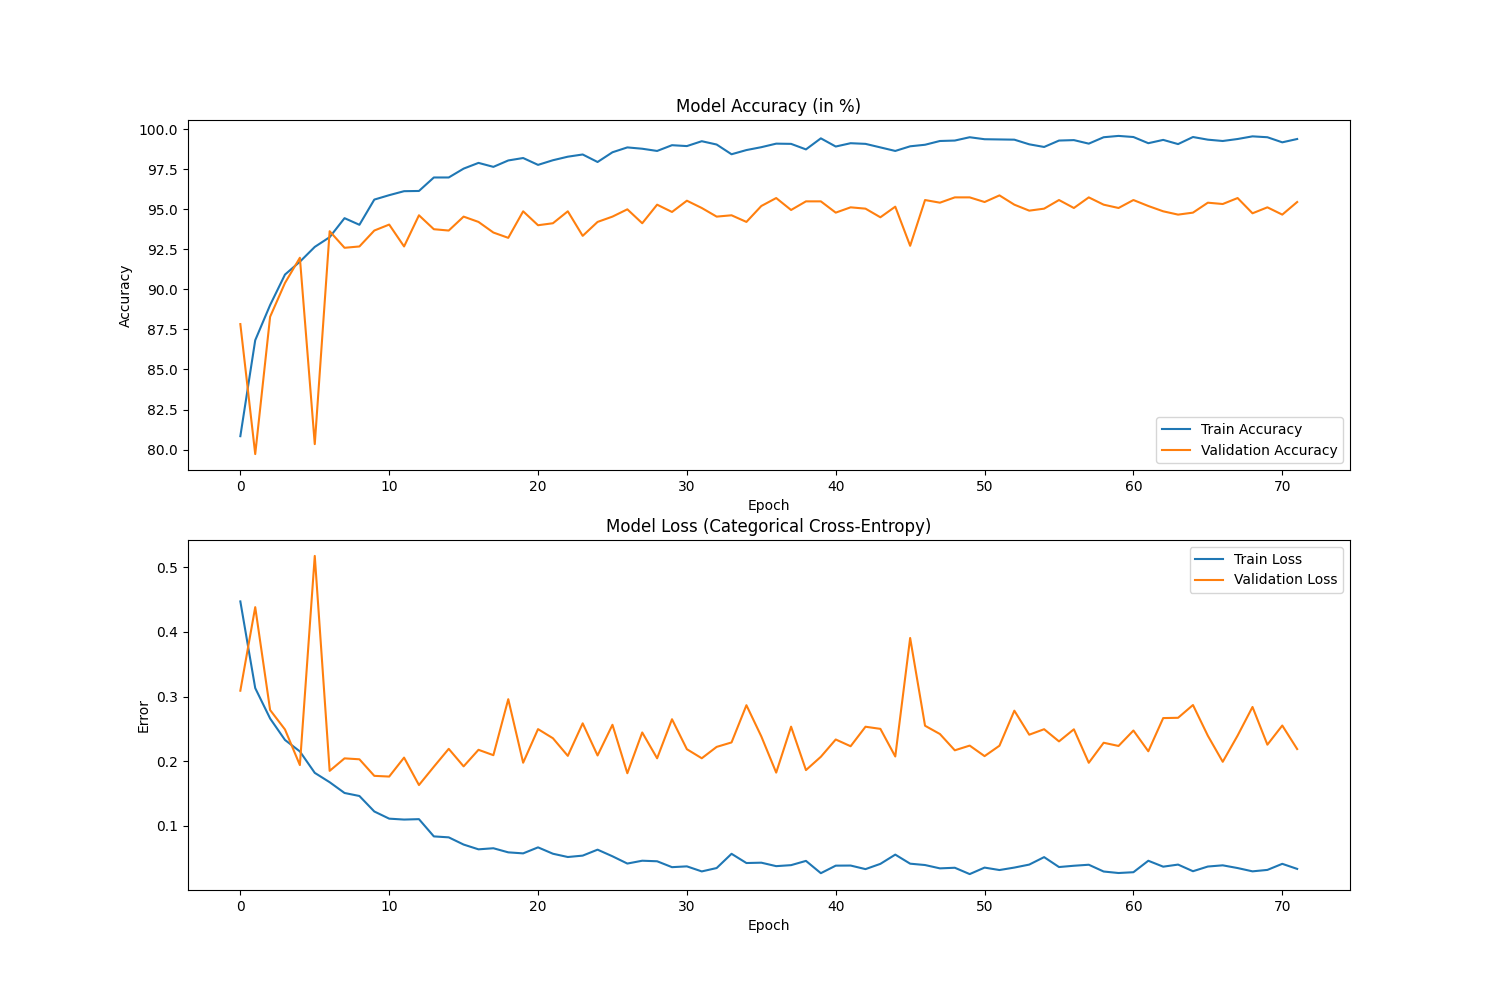 Model Accuracy (in %)
100.0
97.5
95.0
92.5
90.0
87.5
85.0
82.5
80.0
Accuracy
Train Accuracy
Validation Accuracy
0 10 20 30 40 50 60 70
Epoch
Model Loss (Categorical Cross-Entropy)
0.5
0.4
0.3
0.2
0.1
Error
Train Loss
Validation Loss
0 10 20 30 40 50 60 70
Epoch